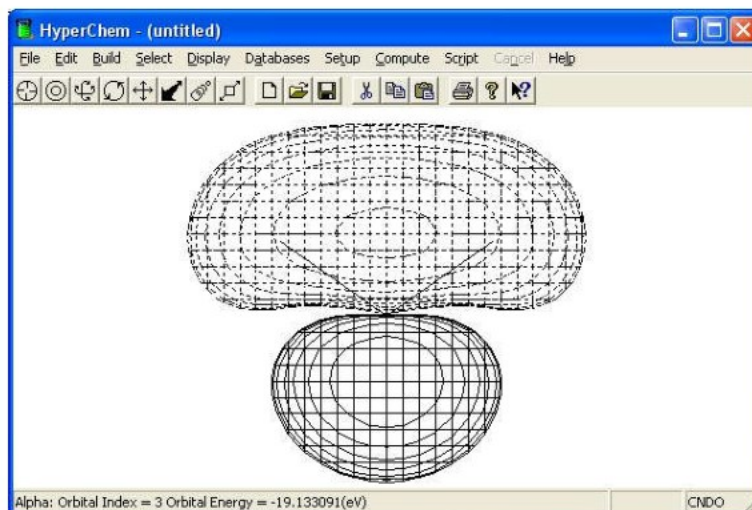 HyperChem - (untitled)
File Edit Build Select Display Databases Setup Compute Script Cancel Help
Alpha: Orbital Index = 3 Orbital Energy = -19.133091(eV) CNDO